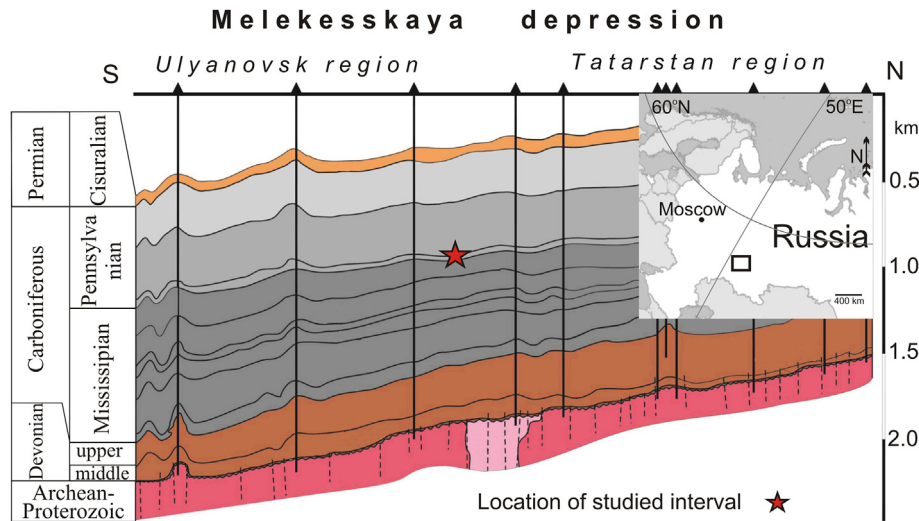 Melekesskaya depression
Ulyanovsk region
Tatarstan region
S
N
km
0.5
1.0
1.5
2.0
60°N
50°E
N
Moscow
Russia
400 km
Permian
Cisuralian
Carboniferous
Pennsylva
nian
Mississipian
Devonian
upper
middle
Archean-
Proterozoic
Location of studied interval